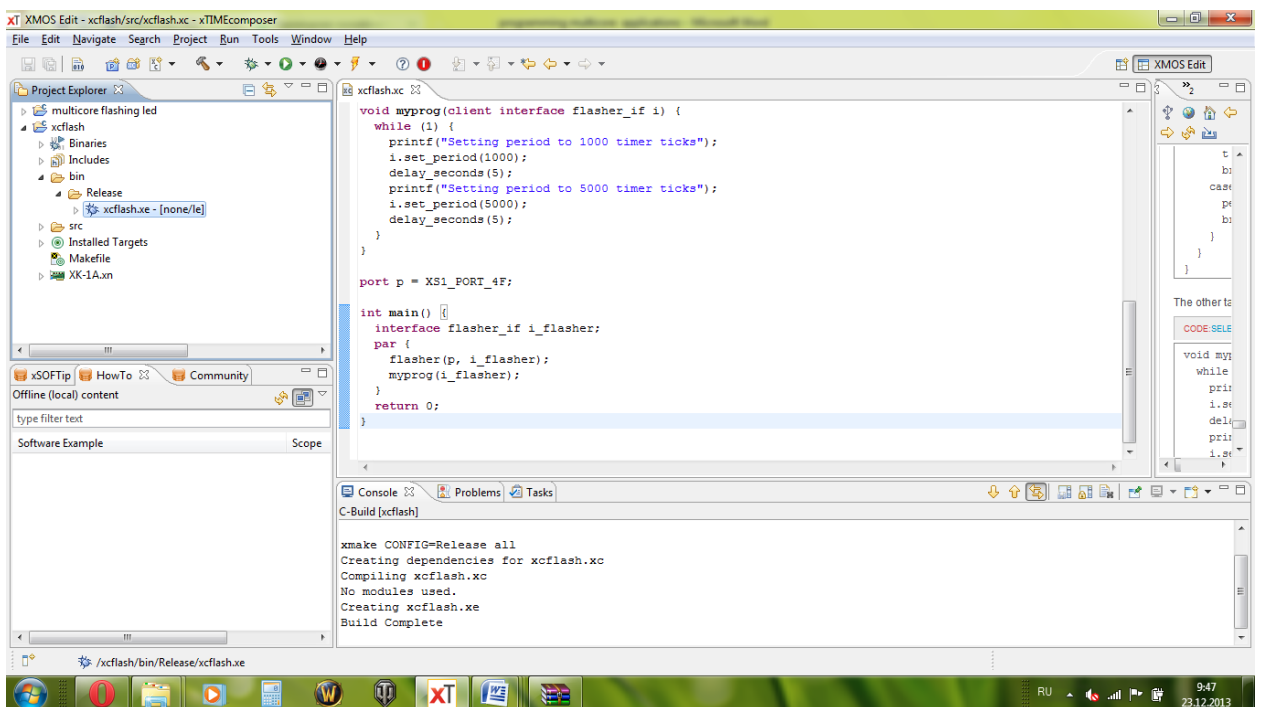 XMOS Edit - xcflash/src/xcflash.xc - xTIMEcomposer
File Edit Navigate Search Project Run Tools Window Help
XMOS Edit
Project Explorer
multicore flashing led
xcflash
Binaries
Includes
bin
Release
xcflash.xe - [none/le]
src
Installed Targets
Makefile
XK-1A.xn
xSOFTip HowTo Community
Offline (local) content
type filter text
Software Example Scope
xcflash.xc
void myprog(client interface flasher_if i) {
while (1) {
printf("Setting period to 1000 timer ticks");
i.set_period(1000);
delay_seconds(5);
printf("Setting period to 5000 timer ticks");
i.set_period(5000);
delay_seconds(5);
}
}
port p = XS1_PORT_4F;
int main() {
interface flasher_if i_flasher;
par {
flasher(p, i_flasher);
myprog(i_flasher);
}
return 0;
}
»2
t
case
}
}
}
The other ta
CODE:SELE
void myp
while
i.se
i.se
Console Problems Tasks
C-Build [xcflash]
xmake CONFIG=Release all
Creating dependencies for xcflash.xc
Compiling xcflash.xc
No modules used.
Creating xcflash.xe
Build Complete
/xcflash/bin/Release/xcflash.xe
RU
9:47
23.12.2013